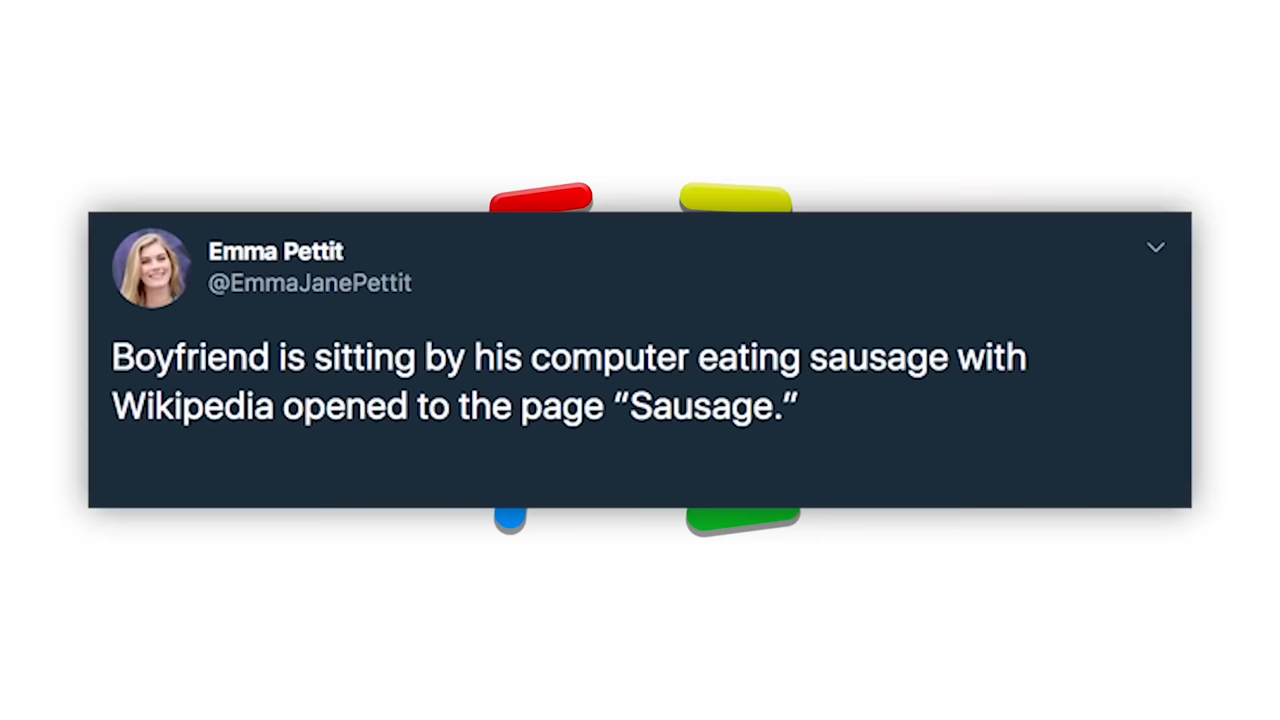 Emma Pettit
@EmmaJanePettit
Boyfriend is sitting by his computer eating sausage with
Wikipedia opened to the page “Sausage.”